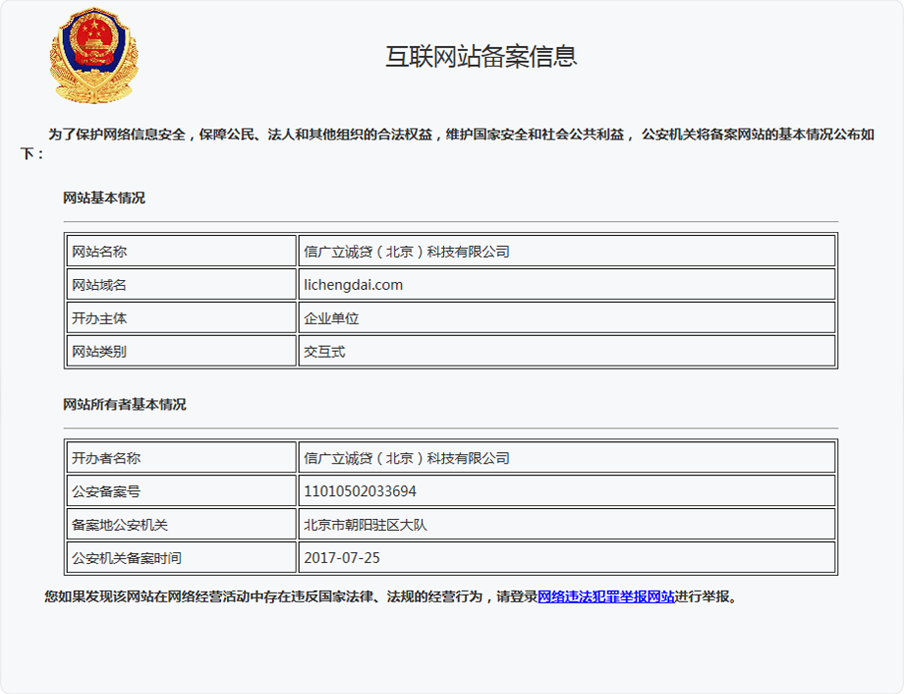 互联网站备案信息
为了保护网络信息安全，保障公民、法人和其他组织的合法权益，维护国家安全和社会公共利益， 公安机关将备案网站的基本情况公布如
下：
网站基本情况
网站名称 信广立诚贷（北京）科技有限公司
网站域名 lichengdai.com
开办主体 企业单位
网站类别 交互式
网站所有者基本情况
开办者名称 信广立诚贷（北京）科技有限公司
公安备案号 11010502033694
备案地公安机关 北京市朝阳驻区大队
公安机关备案时间 2017-07-25
您如果发现该网站在网络经营活动中存在违反国家法律、法规的经营行为，请登录网络违法犯罪举报网站进行举报。